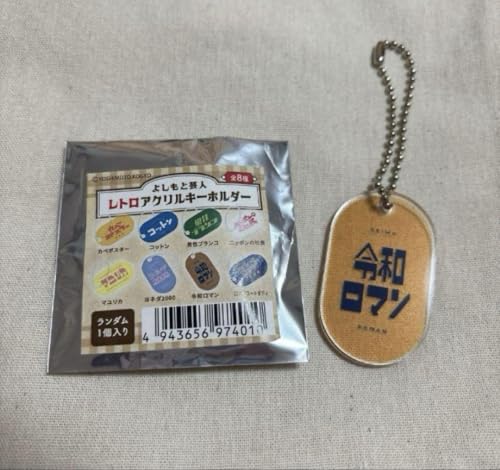 ©YOSHIMOTO KOGYO
よしもと芸人
全8種
レトロアクリルキーホルダー
コットン
カベポスター
コットン
男性ブランコ
ニッポンの社長
マユリカ
ヨネダ2000
令和ロマン
ランダム
1個入り
4 943656 97401
REIWA
令和
ロマン
ROMAN